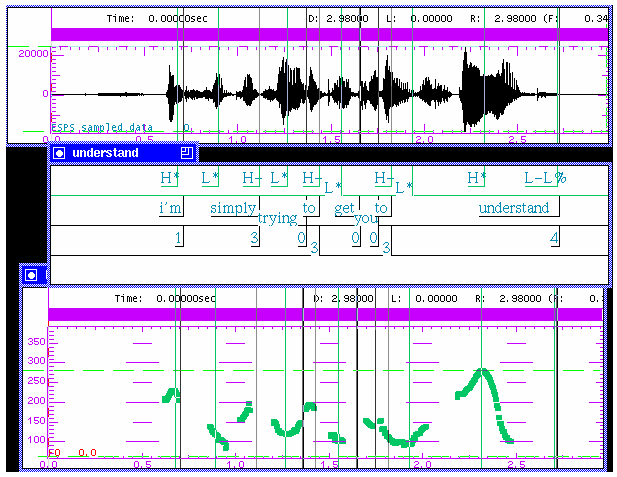 Time: 0.00000sec D: 2.98000 L: 0.00000 R: 2.98000 (F: 0.34
20000
0
ESPS sampled_data 0.
0.0 0.5 1.0 1.5 2.0 2.5
understand
H* L* H- L* H- L* H- L* H* L-L%
i'm simply trying to get you to understand
1 3 0 3 0 0 3 4
Time: 0.00000sec D: 2.98000 L: 0.00000 R: 2.98000 (F: 0.
350
300
250
200
150
100
F0 0.0
0.0 0.5 1.0 1.5 2.0 2.5